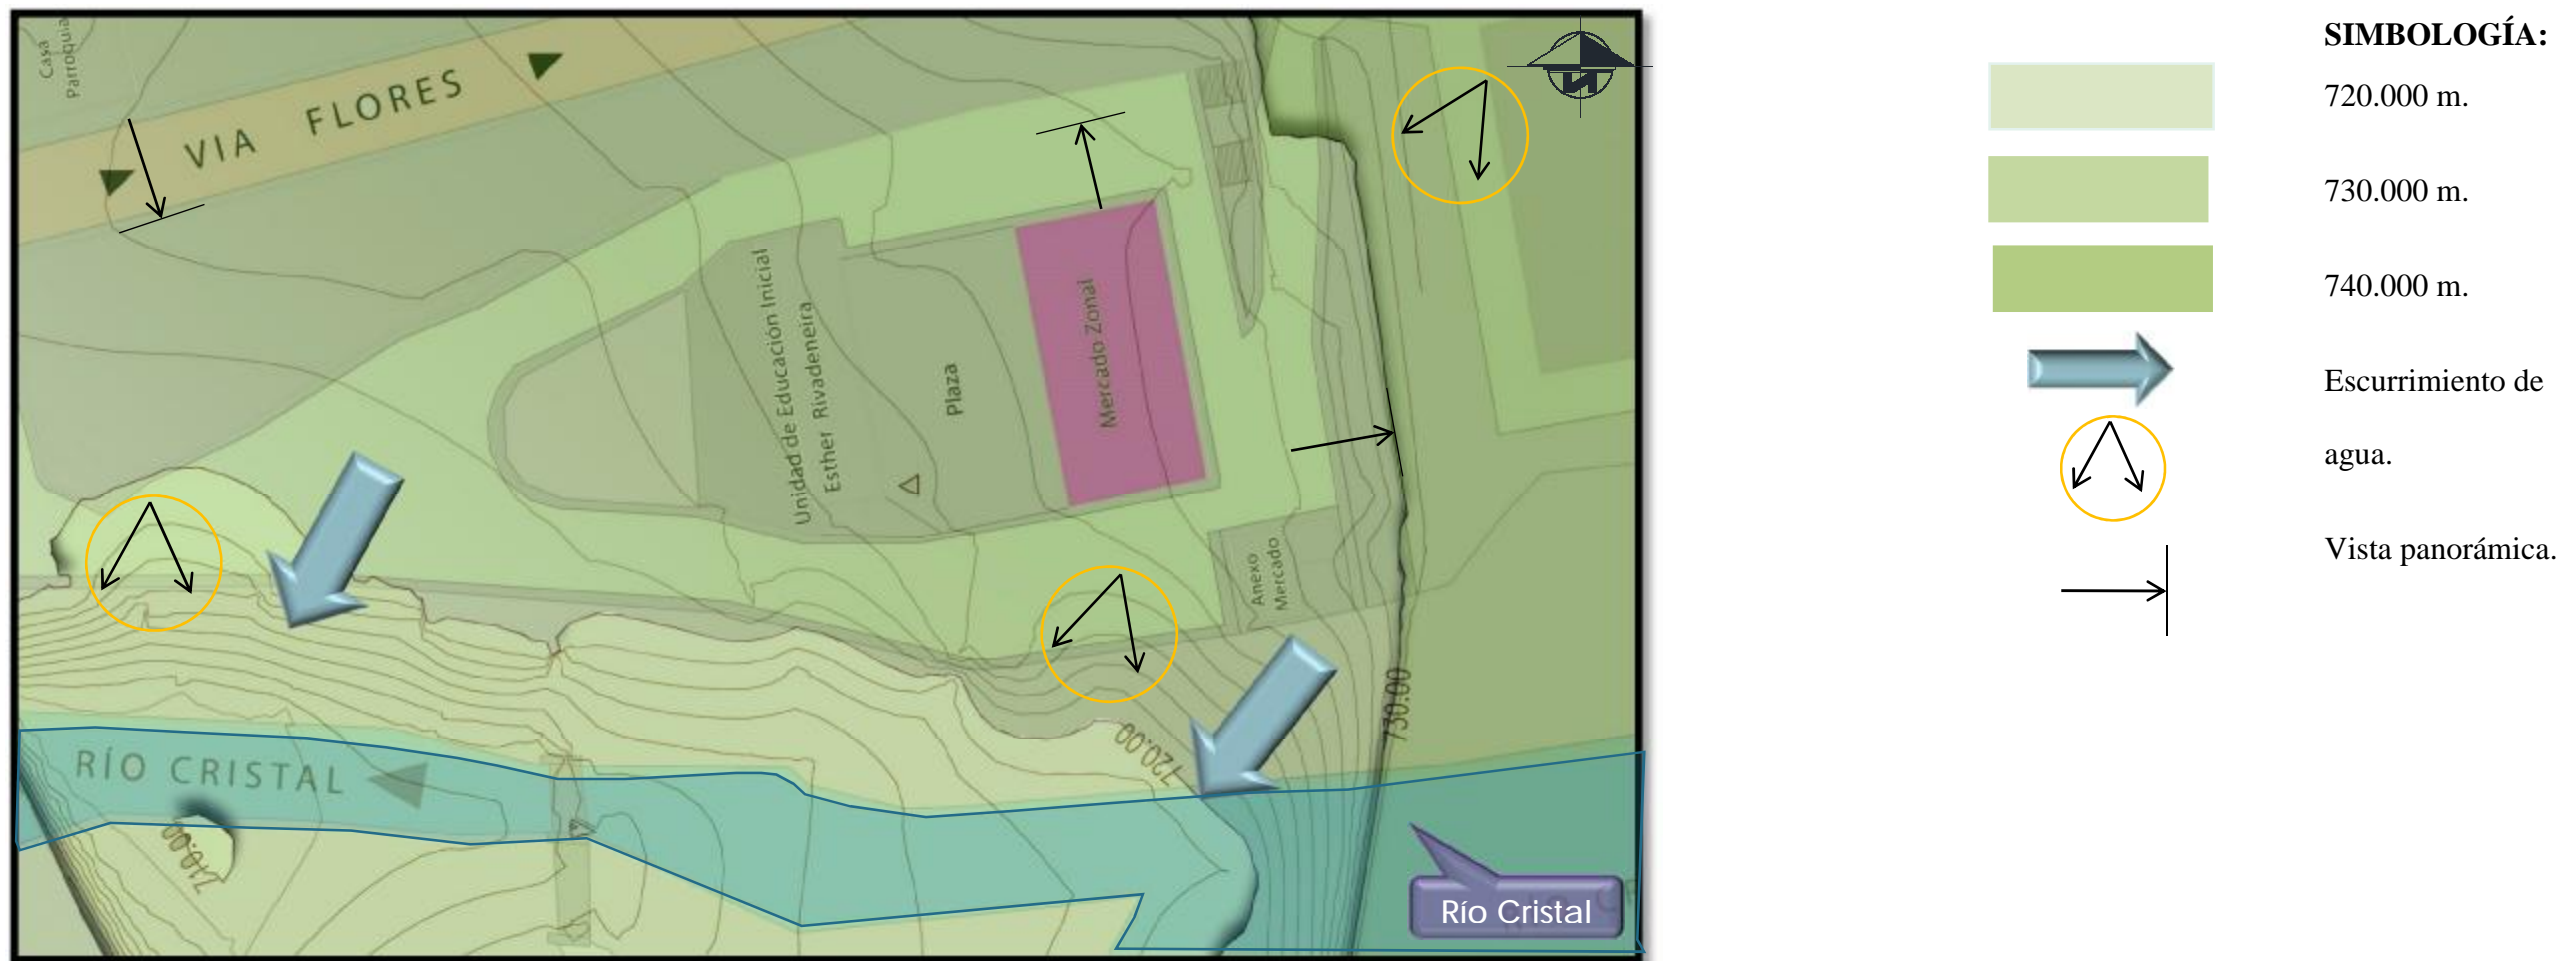 Casa
Parroquia
VIA FLORES
Unidad de Educación Inicial
Esther Rivadeneira
Plaza
Mercado Zonal
Anexo
Mercado
730.00
720.00
RÍO CRISTAL
710.00
Río Cristal
SIMBOLOGÍA:
720.000 m.
730.000 m.
740.000 m.
Escurrimiento de
agua.
Vista panorámica.